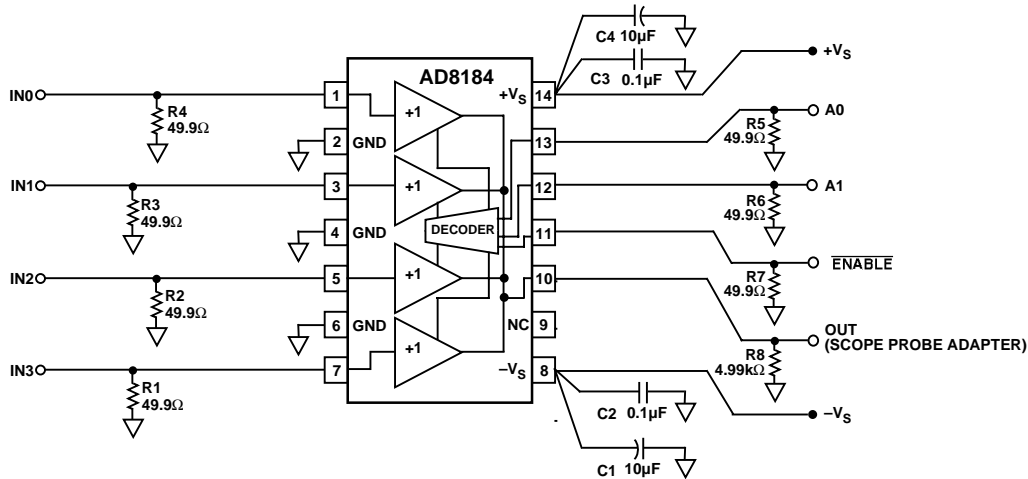 AD8184
IN0
R4
49.9Ω
1
+1
2
GND
IN1
R3
49.9Ω
3
+1
4
GND
DECODER
IN2
R2
49.9Ω
5
+1
6
GND
IN3
R1
49.9Ω
7
+1
C4 10µF
C3 0.1µF
+VS
14
+VS
13
A0
R5
49.9Ω
12
A1
R6
49.9Ω
11
ENABLE
R7
49.9Ω
10
OUT
(SCOPE PROBE ADAPTER)
R8
4.99kΩ
NC
9
–VS
8
–VS
C2 0.1µF
C1 10µF